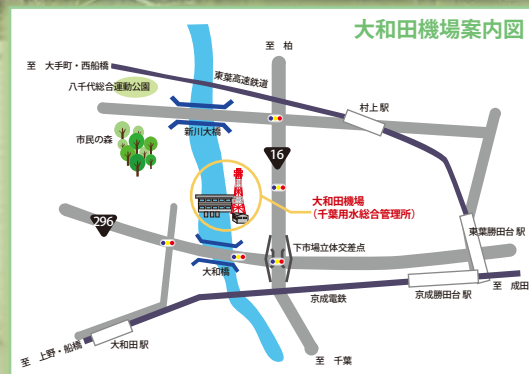 大和田機場案内図
至 柏
至 大手町・西船橋
東葉高速鉄道
八千代総合運動公園
村上駅
新川大橋
市民の森
16
大和田機場
(千葉用水総合管理所)
296
東葉勝田台駅
下市場立体交差点
大和橋
至 成田
京成勝田台駅
京成電鉄
大和田駅
至 上野・船橋
至 千葉